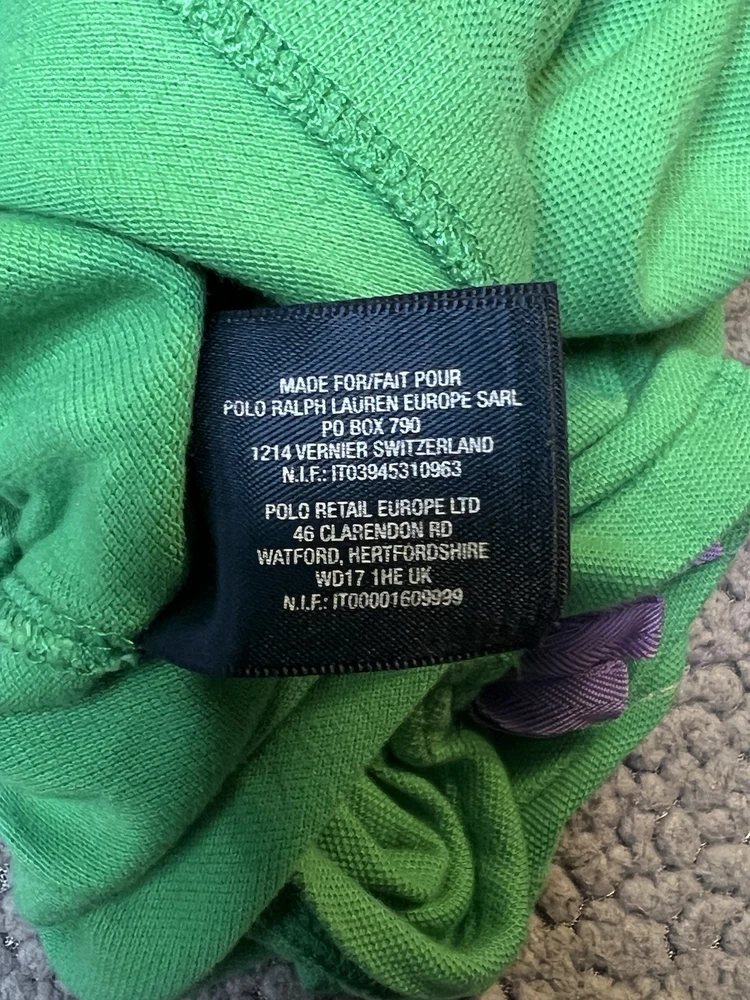 MADE FOR/FAIT POUR
POLO RALPH LAUREN EUROPE SARL
PO BOX 790
1214 VERNIER SWITZERLAND
N.I.F.: IT03945310963
POLO RETAIL EUROPE LTD
46 CLARENDON RD
WATFORD, HERTFORDSHIRE
WD17 1HE UK
N.I.F.: IT00001609999